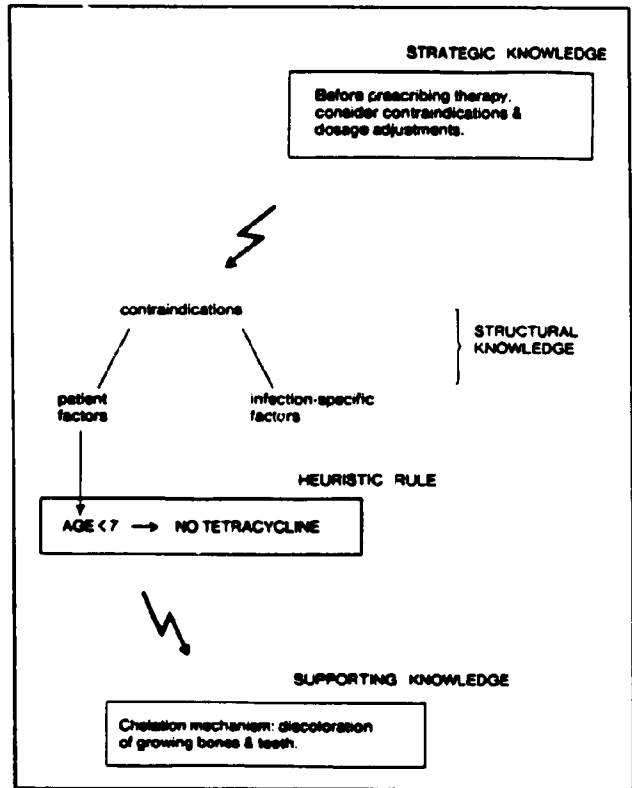 STRATEGIC KNOWLEDGE
Before prescribing therapy,
consider contraindications &
dosage adjustments.
contraindications
STRUCTURAL
KNOWLEDGE
patient
factors
infection-specific
factors
HEURISTIC RULE
AGE < 7 → NO TETRACYCLINE
SUPPORTING KNOWLEDGE
Chelation mechanism: discoloration
of growing bones & teeth.